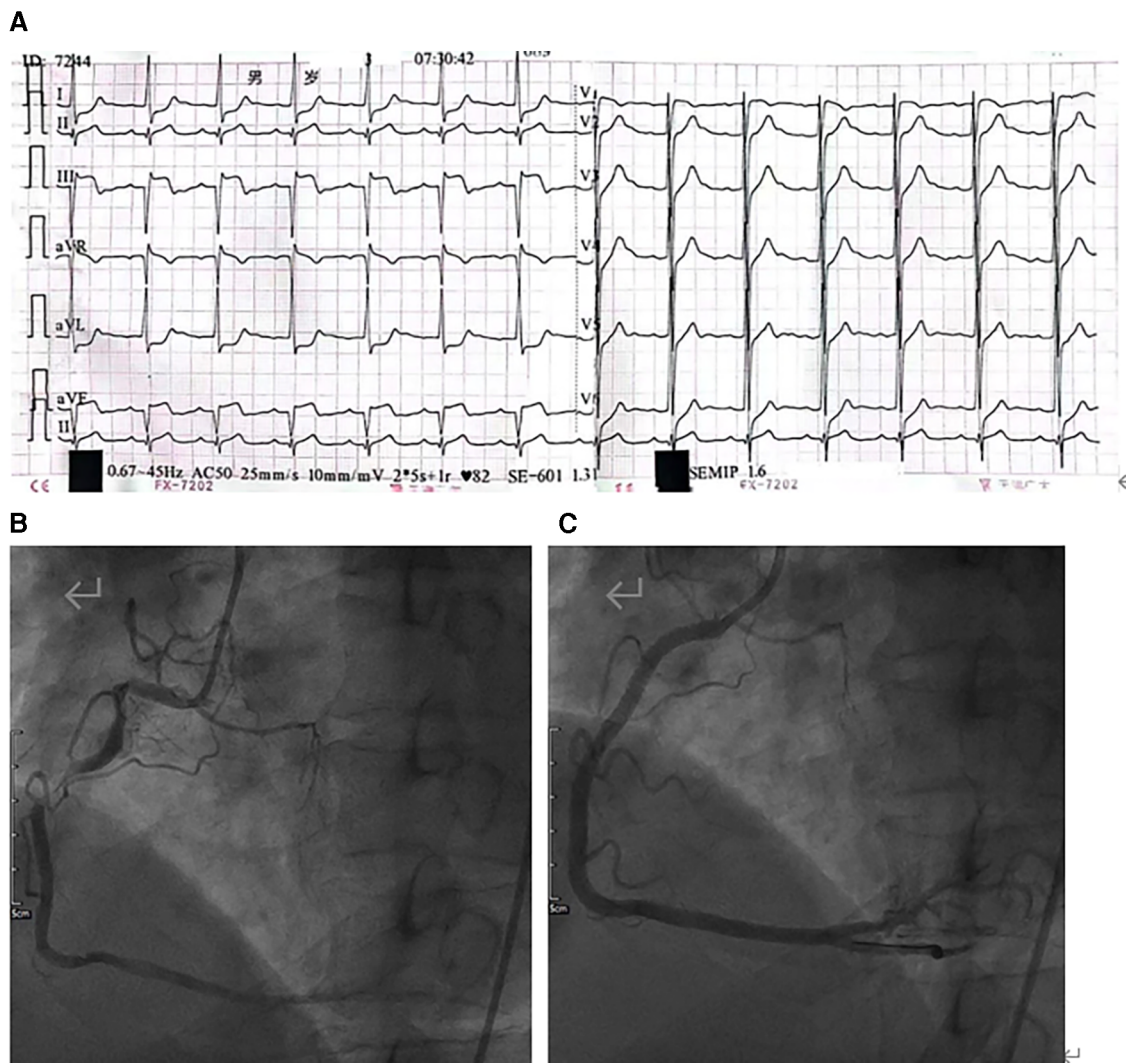 A
ID: 7244
3
07:30:42
男 岁
I
II
III
aVR
aVL
aVF
II
V
V2
V3
V4
V5
V
0.67~45Hz AC50 25mm/s 10mm/mV 2*5s+1r ♥82 SE-601 1.31
SEMIP 1.6
CE
FX-7202
FX-7202
B
C
5cm
5cm